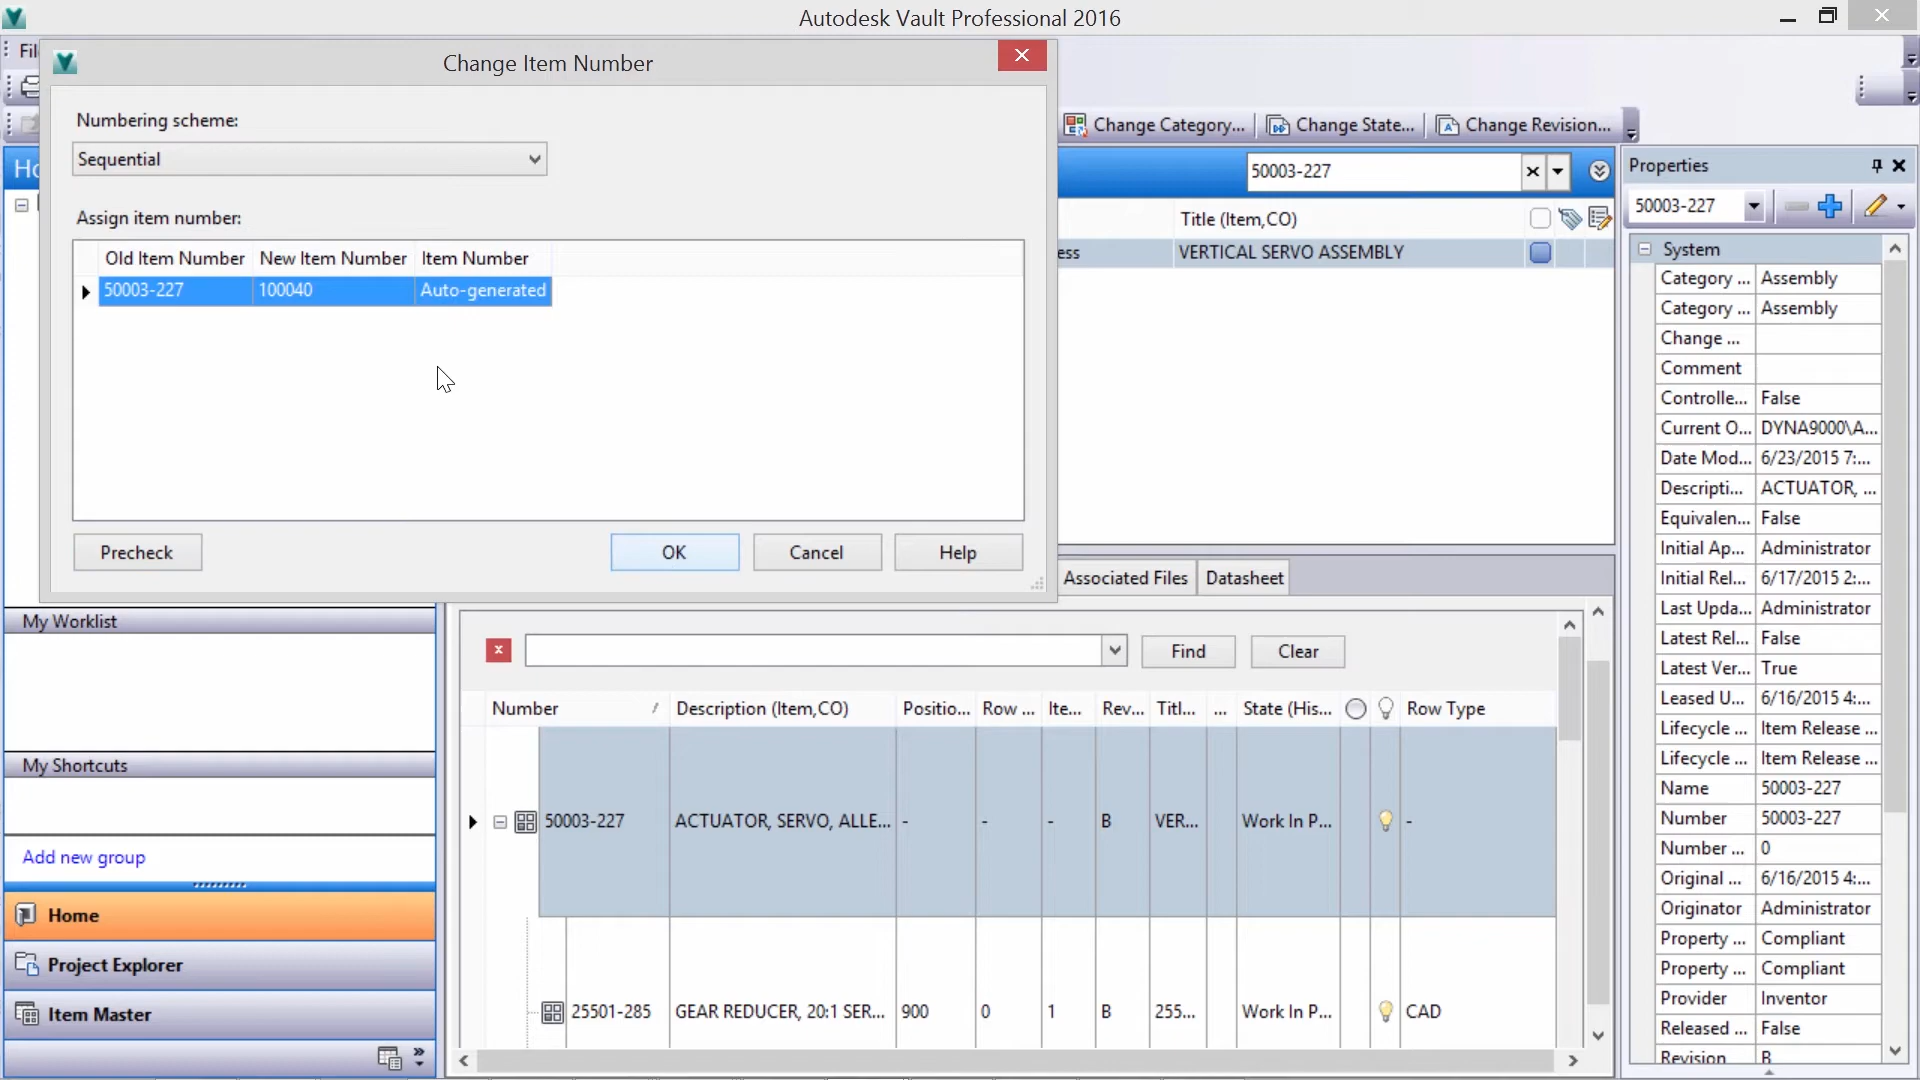 Autodesk Vault Professional 2016
Change Item Number
Numbering scheme:
Sequential
Assign item number:
Old Item Number New Item Number Item Number
50003-227 100040 Auto-generated
Precheck OK Cancel Help
Change Category... Change State... Change Revision...
50003-227
Title (Item,CO)
ess VERTICAL SERVO ASSEMBLY
Associated Files Datasheet
Find Clear
Number Description (Item,CO) Positio... Row ... Ite... Rev... Titl... ... State (His... Row Type
50003-227 ACTUATOR, SERVO, ALLE... - - - B VER... Work In P... -
25501-285 GEAR REDUCER, 20:1 SER... 900 0 1 B 255... Work In P... CAD
My Worklist
My Shortcuts
Add new group
Home
Project Explorer
Item Master
Properties
50003-227
System
Category ... Assembly
Category ... Assembly
Change ...
Comment
Controlle... False
Current O... DYNA9000\A...
Date Mod... 6/23/2015 7:...
Descripti... ACTUATOR, ...
Equivalen... False
Initial Ap... Administrator
Initial Rel... 6/17/2015 2:...
Last Upda... Administrator
Latest Rel... False
Latest Ver... True
Leased U... 6/16/2015 4:...
Lifecycle ... Item Release ...
Lifecycle ... Item Release ...
Name 50003-227
Number 50003-227
Number ... 0
Original ... 6/16/2015 4:...
Originator Administrator
Property ... Compliant
Property ... Compliant
Provider Inventor
Released ... False
Revision B